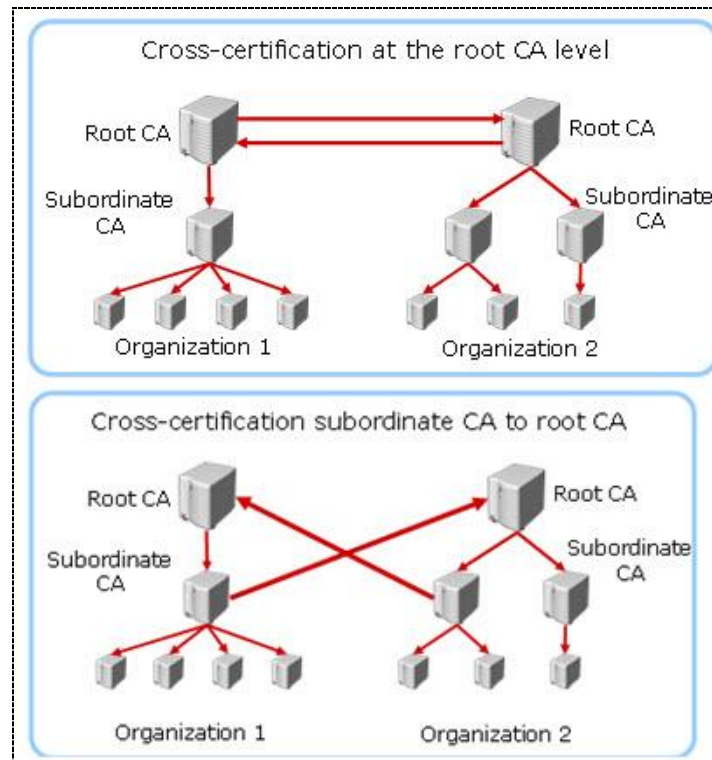 Cross-certification at the root CA level
Root CA
Root CA
Subordinate
CA
Subordinate
CA
Organization 1
Organization 2
Cross-certification subordinate CA to root CA
Root CA
Root CA
Subordinate
CA
Subordinate
CA
Organization 1
Organization 2